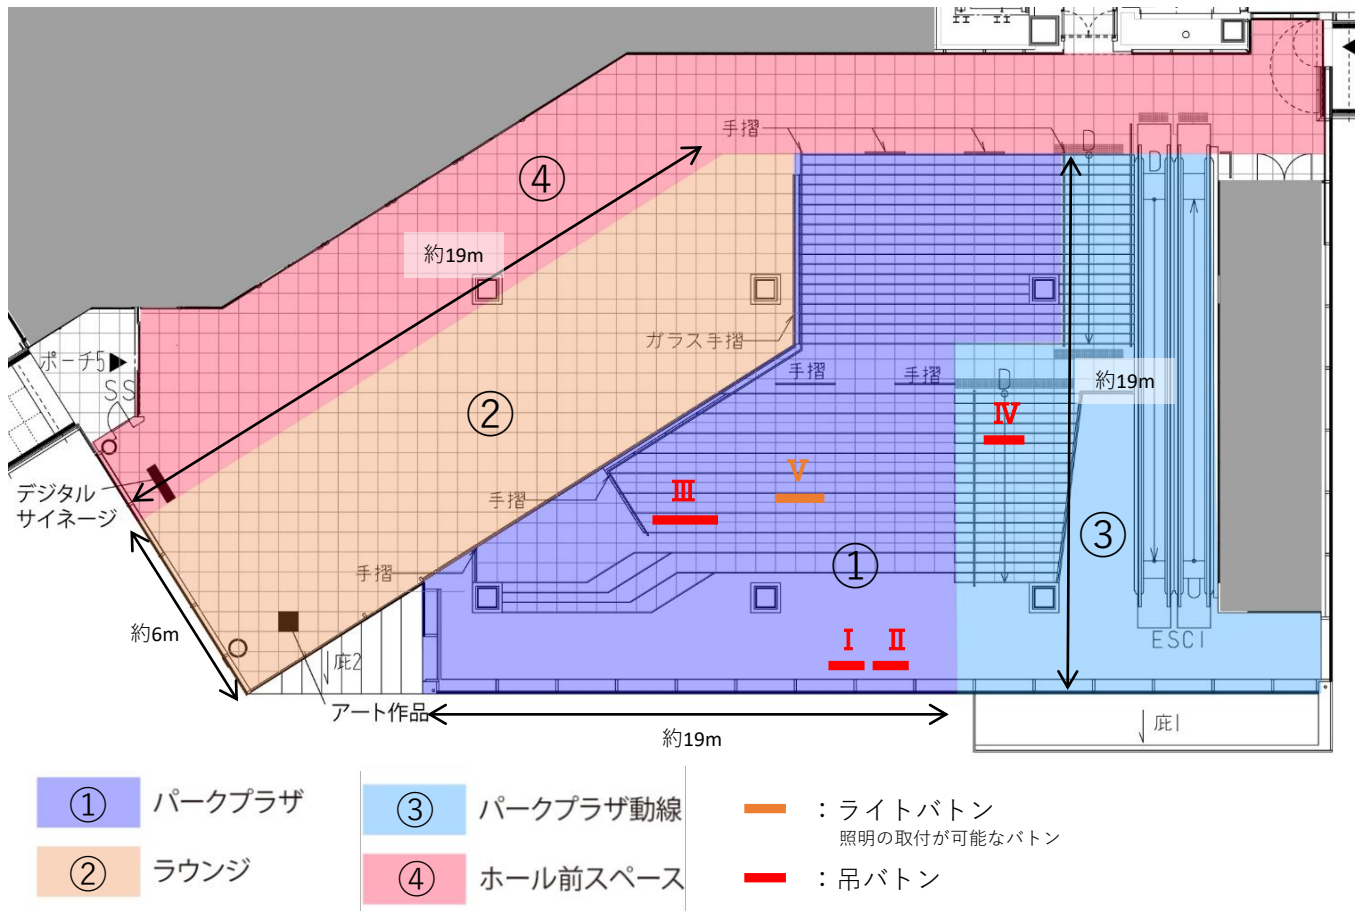 手摺
D
D
④
約19m
ガラス手摺
ポーチ5▶
SS
手摺
手摺
D
約19m
②
Ⅳ
Ⅴ
Ⅲ
デジタル
サイネージ
手摺
③
①
手摺
U
ESC1
約6m
Ⅰ
Ⅱ
庇2
アート作品
庇1
約19m
① パークプラザ
② ラウンジ
③ パークプラザ動線
④ ホール前スペース
：ライトバトン
照明の取付が可能なバトン
：吊バトン